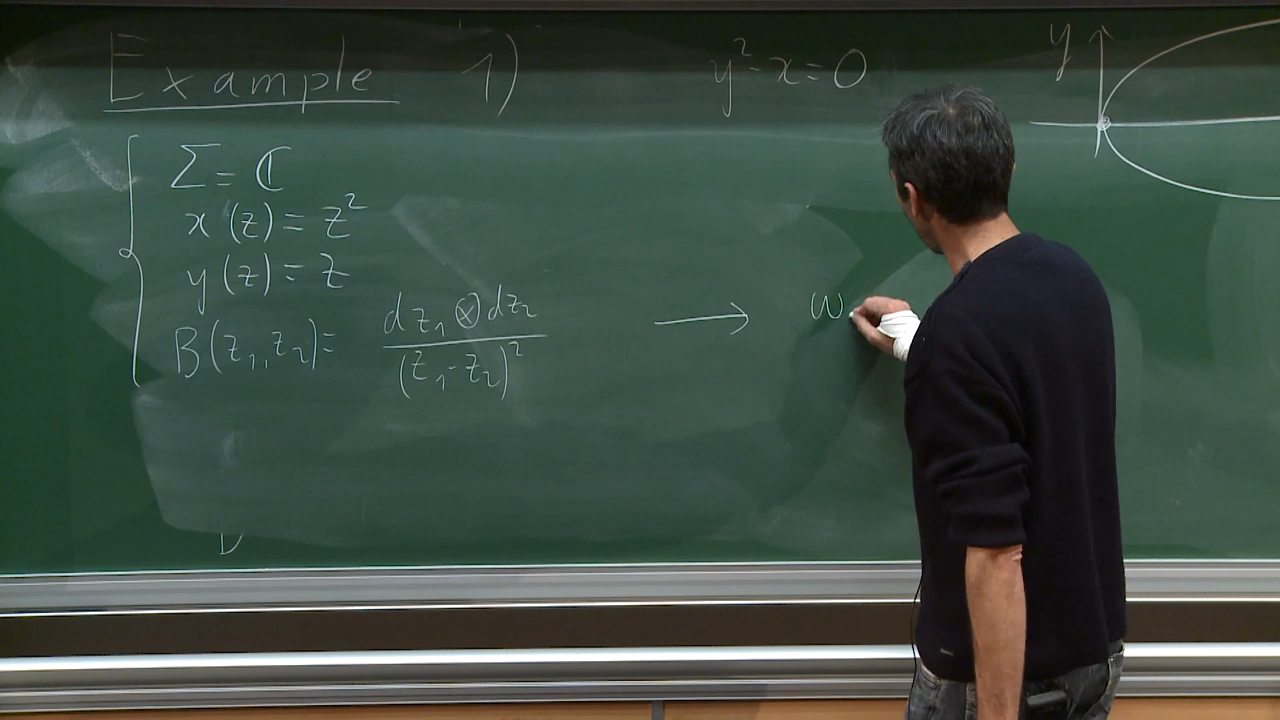 Example 1) y²-x=0 y
Σ = ℂ
x(z) = z²
y(z) = z
B(z₁,z₂) = dz₁⊗dz₂ / (z₁-z₂)² → ω